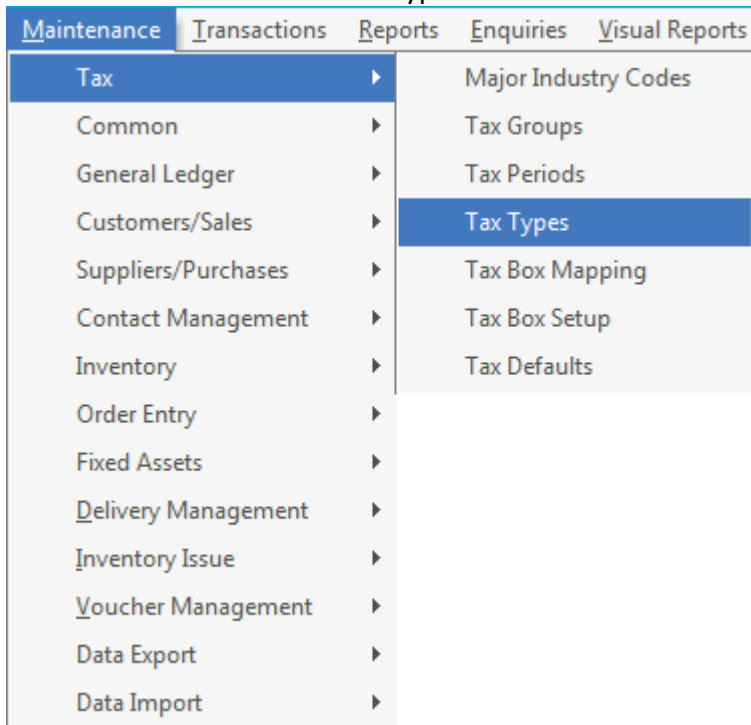 Maintenance Transactions Reports Enquiries Visual Reports
Tax
Common
General Ledger
Customers/Sales
Suppliers/Purchases
Contact Management
Inventory
Order Entry
Fixed Assets
Delivery Management
Inventory Issue
Voucher Management
Data Export
Data Import
Major Industry Codes
Tax Groups
Tax Periods
Tax Types
Tax Box Mapping
Tax Box Setup
Tax Defaults